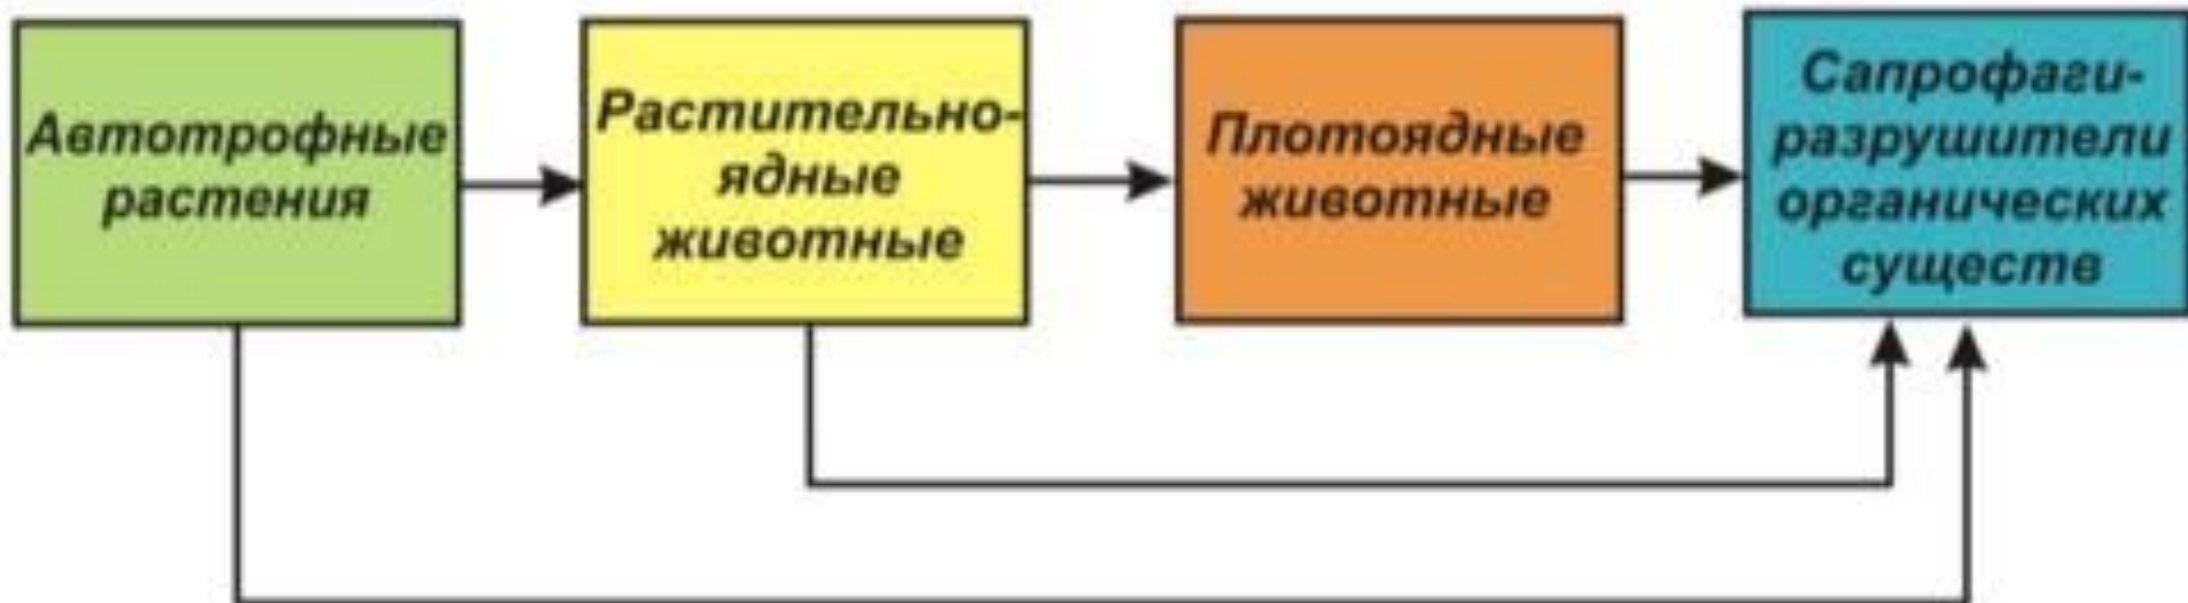 Автотрофные
растения
Растительно-
ядные
животные
Плотоядные
животные
Сапрофаги-
разрушители
органических
существ